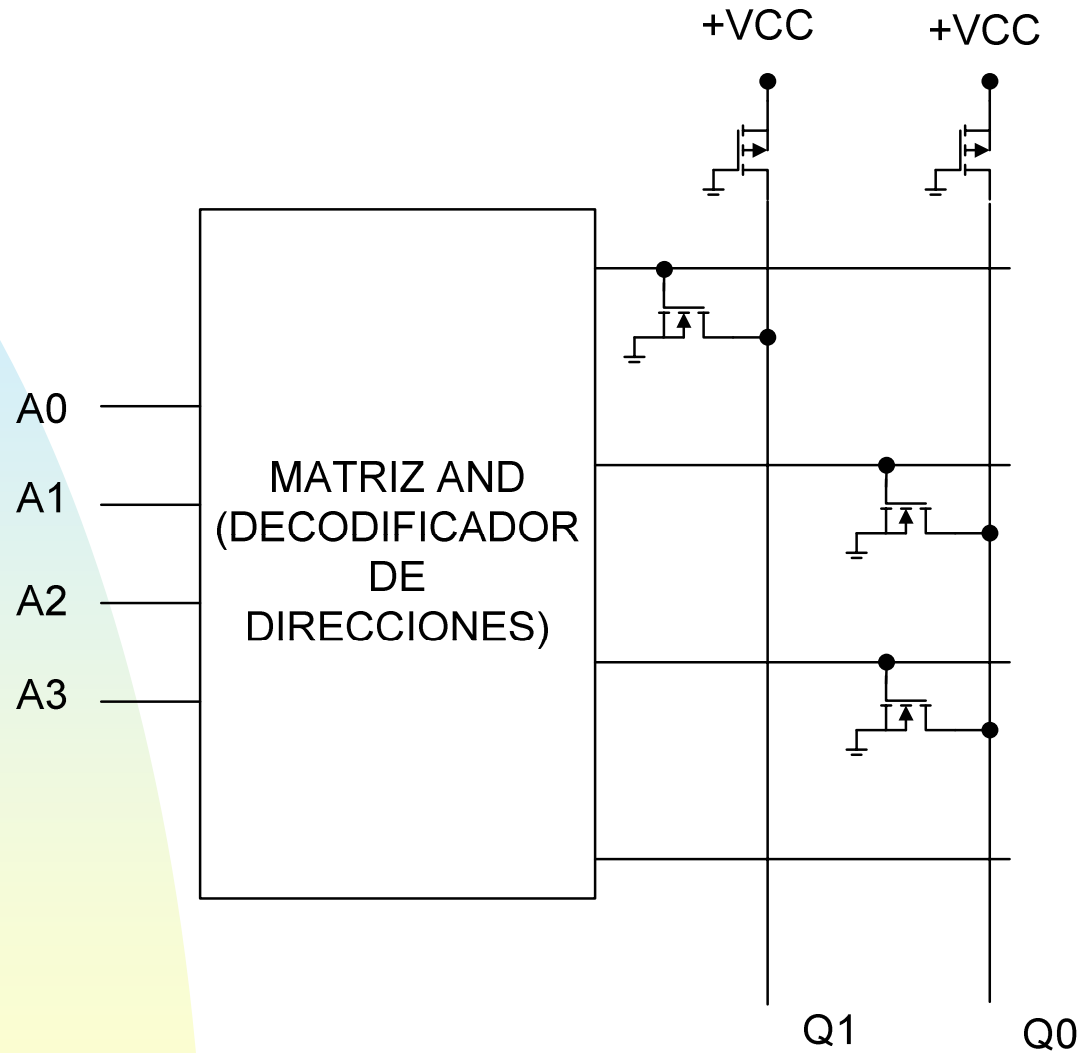 +VCC
+VCC
A0
A1
A2
A3
MATRIZ AND
(DECODIFICADOR
DE
DIRECCIONES)
Q1
Q0